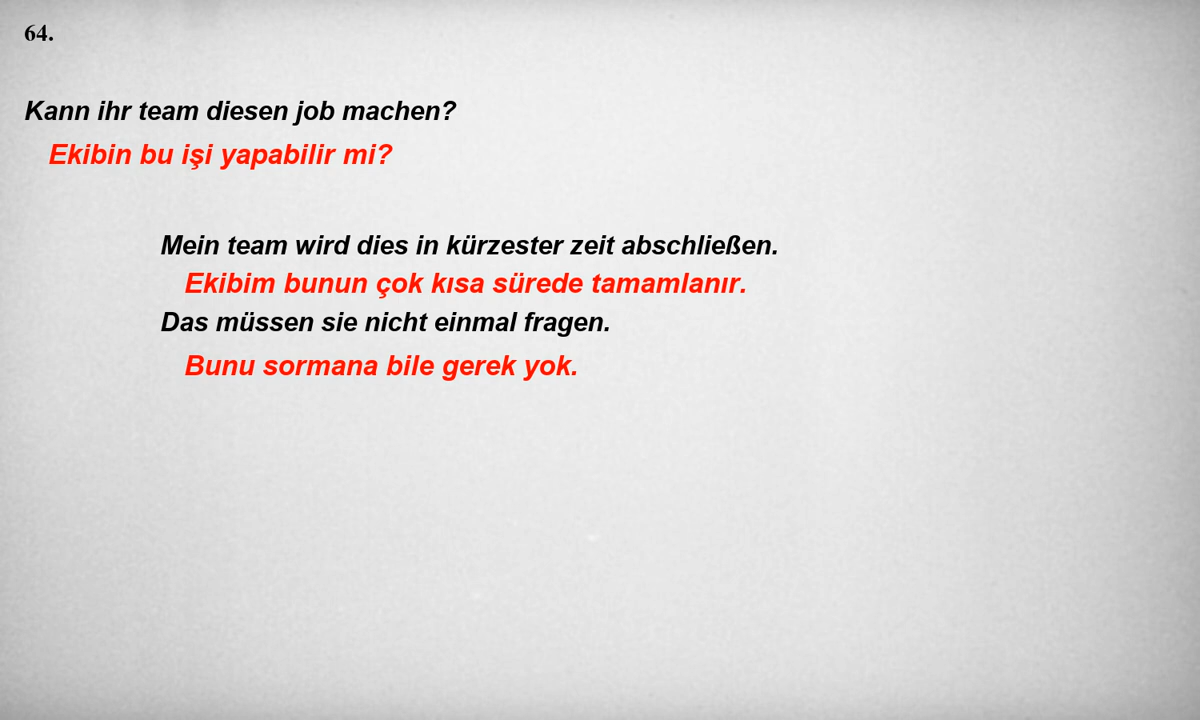 64.
Kann ihr team diesen job machen?
Ekibin bu işi yapabilir mi?
Mein team wird dies in kürzester zeit abschließen.
Ekibim bunun çok kısa sürede tamamlanır.
Das müssen sie nicht einmal fragen.
Bunu sormana bile gerek yok.